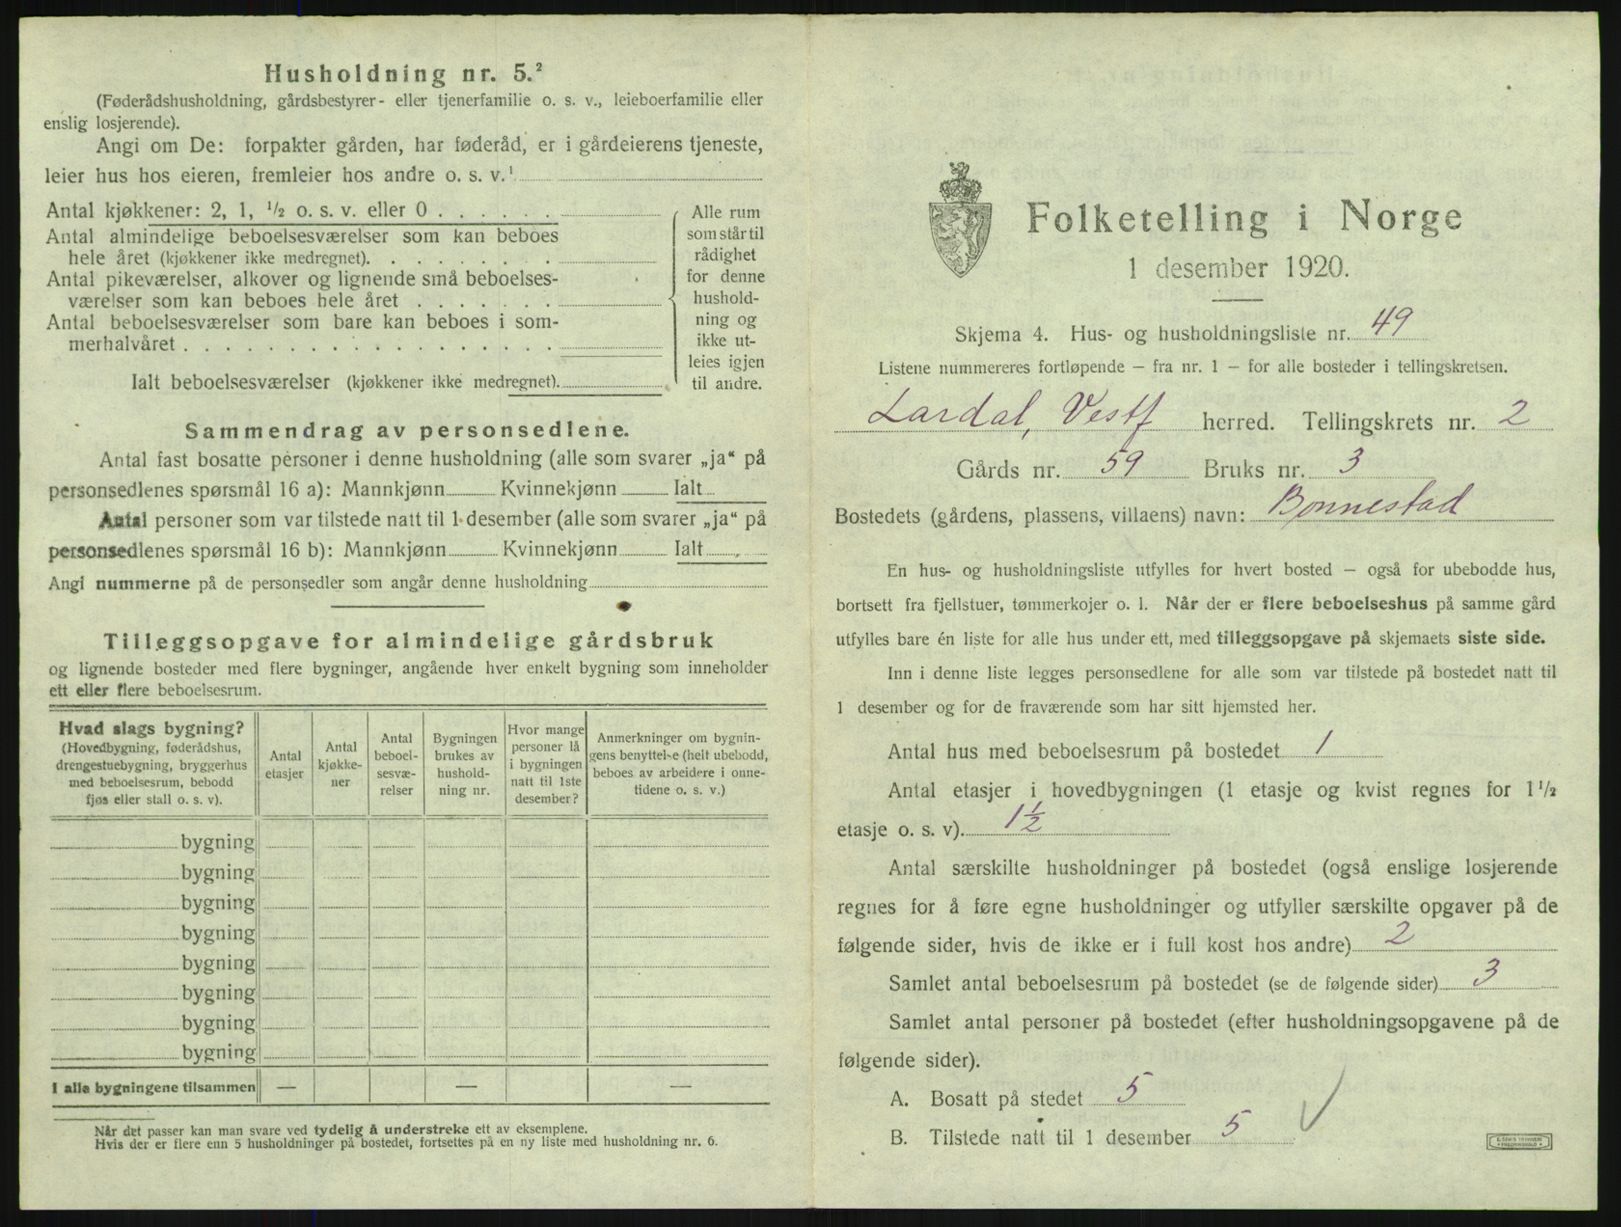 Husholdning nr. 5.²
(Føderådshusholdning, gårdsbestyrer- eller tjenerfamilie o. s. v., leieboerfamilie eller
enslig losjerende).
Angi om De: forpakter gården, har føderåd, er i gårdeierens tjeneste,
leier hus hos eieren, fremleier hos andre o. s. v.¹
Antal kjøkkener: 2, 1, ½ o. s. v. eller 0 . . . . . .
Antal almindelige beboelsesværelser som kan beboes
hele året (kjøkkener ikke medregnet). . . . . . . . .
Antal pikeværelser, alkover og lignende små beboelses-
værelser som kan beboes hele året . . . . . . .
Antal beboelsesværelser som bare kan beboes i som-
merhalvåret . . . . . . . . . . . . . . . . . .
Ialt beboelsesværelser (kjøkkener ikke medregnet).
Alle rum
som står til
rådighet
for denne
hushold-
ning og
ikke ut-
leies igjen
til andre.
Sammendrag av personsedlene.
Antal fast bosatte personer i denne husholdning (alle som svarer „ja“ på
personsedlenes spørsmål 16 a): Mannkjønn Kvinnekjønn Ialt
Antal personer som var tilstede natt til 1 desember (alle som svarer „ja“ på
personsedlenes spørsmål 16 b): Mannkjønn Kvinnekjønn Ialt
Angi nummerne på de personsedler som angår denne husholdning
Tilleggsopgave for almindelige gårdsbruk
og lignende bosteder med flere bygninger, angående hver enkelt bygning som inneholder
ett eller flere beboelsesrum.
Hvad slags bygning?
(Hovedbygning, føderådshus,
drengestuebygning, bryggerhus
med beboelsesrum, bebodd
fjøs eller stall o. s. v.).
Antal
etasjer
Antal
kjøkke-
ner
Antal
beboel-
sesvæ-
relser
Bygningen
brukes av
hushold-
ning nr.
Hvor mange
personer lå
i bygningen
natt til 1ste
desember?
Anmerkninger om bygnin-
gens benyttelse (helt ubebodd,
beboes av arbeidere i onne-
tidene o. s. v.)
bygning
bygning
bygning
bygning
bygning
bygning
bygning
bygning
I alle bygningene tilsammen — — —
Når det passer kan man svare ved tydelig å understreke ett av eksemplene.
Hvis der er flere enn 5 husholdninger på bostedet, fortsettes på en ny liste med husholdning nr. 6.
Folketelling i Norge
1 desember 1920.
Skjema 4. Hus- og husholdningsliste nr. 49
Listene nummereres fortløpende — fra nr. 1 — for alle bosteder i tellingskretsen.
Lardal, Vestf herred. Tellingskrets nr. 2
Gårds nr. 59 Bruks nr. 3
Bostedets (gårdens, plassens, villaens) navn: Bonnestad
En hus- og husholdningsliste utfylles for hvert bosted — også for ubebodde hus,
bortsett fra fjellstuer, tømmerkojer o. l. Når der er flere beboelseshus på samme gård
utfylles bare én liste for alle hus under ett, med tilleggsopgave på skjemaets siste side.
Inn i denne liste legges personsedlene for alle som var tilstede på bostedet natt til
1 desember og for de fraværende som har sitt hjemsted her.
Antal hus med beboelsesrum på bostedet 1
Antal etasjer i hovedbygningen (1 etasje og kvist regnes for 1½
etasje o. s. v). 1½
Antal særskilte husholdninger på bostedet (også enslige losjerende
regnes for å føre egne husholdninger og utfyller særskilte opgaver på de
følgende sider, hvis de ikke er i full kost hos andre) 2
Samlet antal beboelsesrum på bostedet (se de følgende sider) 3
Samlet antal personer på bostedet (efter husholdningsopgavene på de
følgende sider).
A. Bosatt på stedet 5
B. Tilstede natt til 1 desember 5